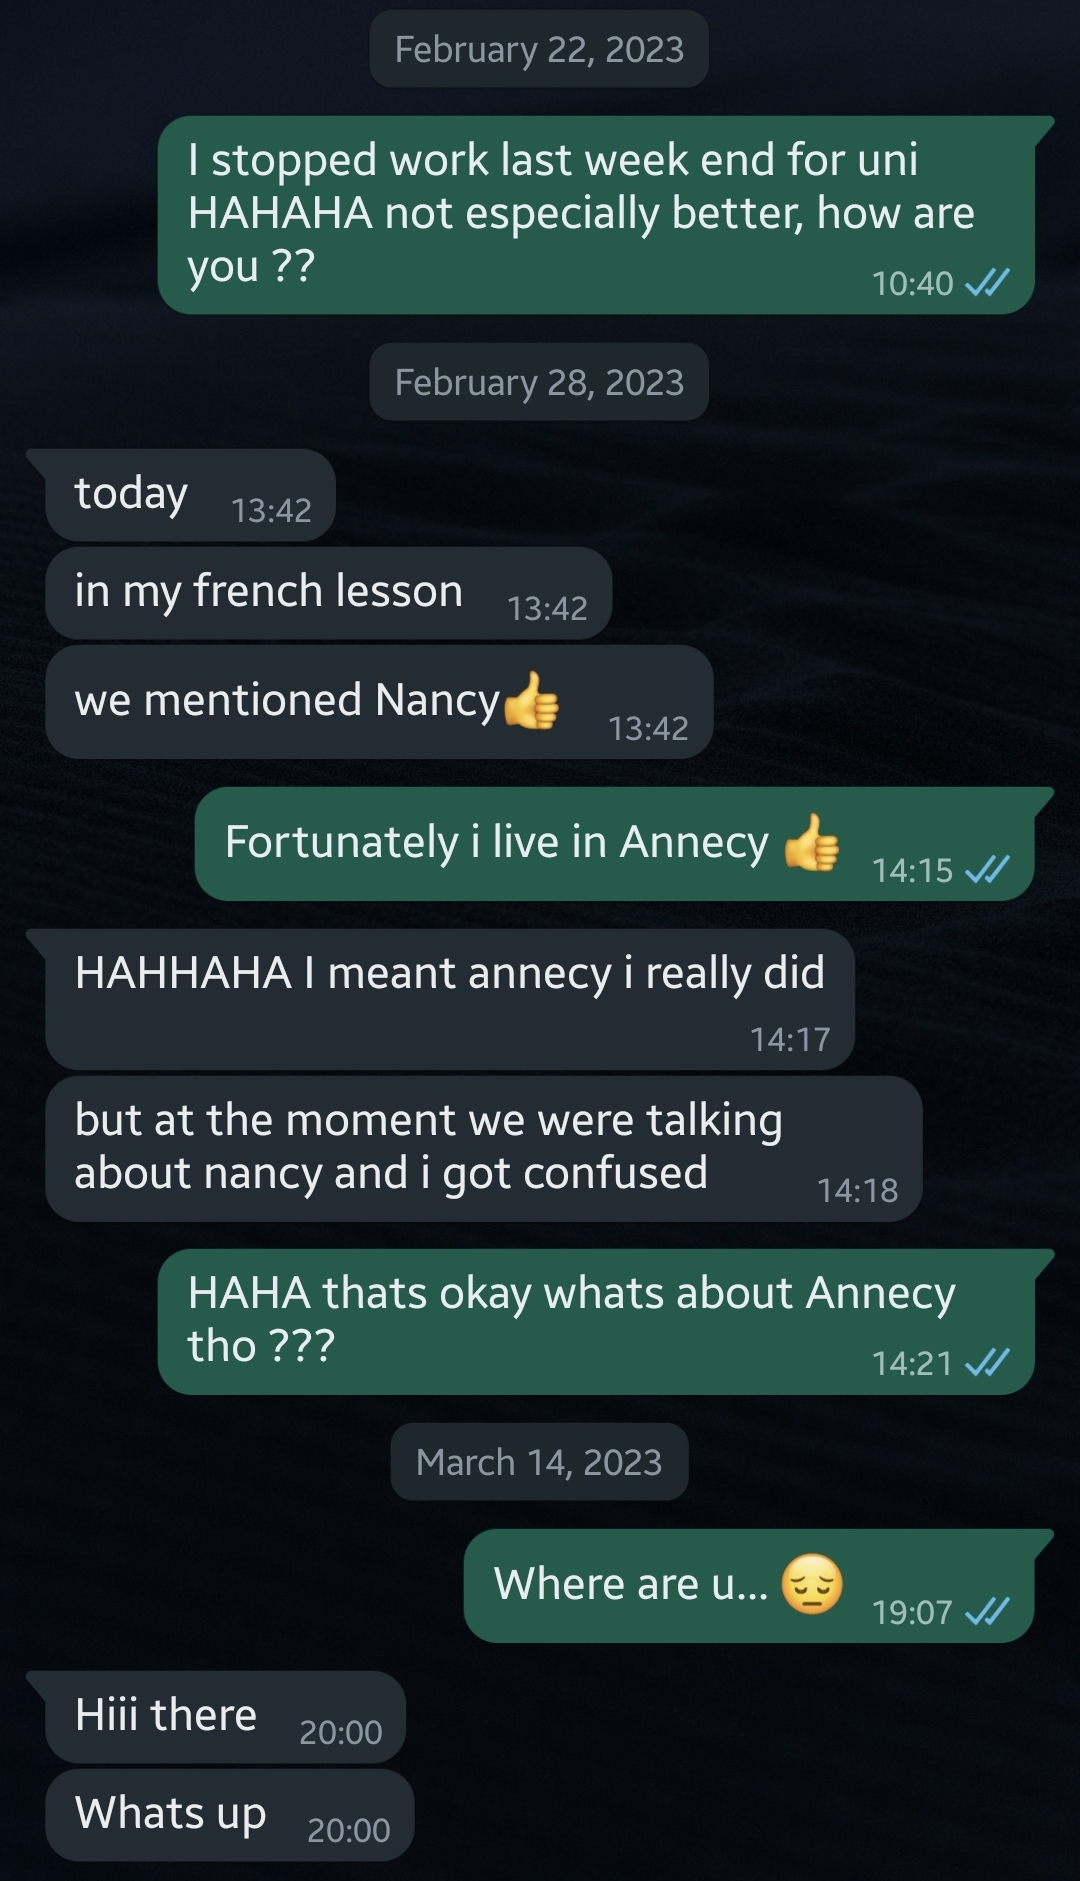 February 22, 2023
I stopped work last week end for uni
HAHAHA not especially better, how are
you ??
10:40
February 28, 2023
today
13:42
in my french lesson
13:42
we mentioned Nancy👍
13:42
Fortunately i live in Annecy 👍
14:15
HAHHAHA I meant annecy i really did
14:17
but at the moment we were talking
about nancy and i got confused
14:18
HAHA thats okay whats about Annecy
tho ???
14:21
March 14, 2023
Where are u... 😔
19:07
Hiii there
20:00
Whats up
20:00